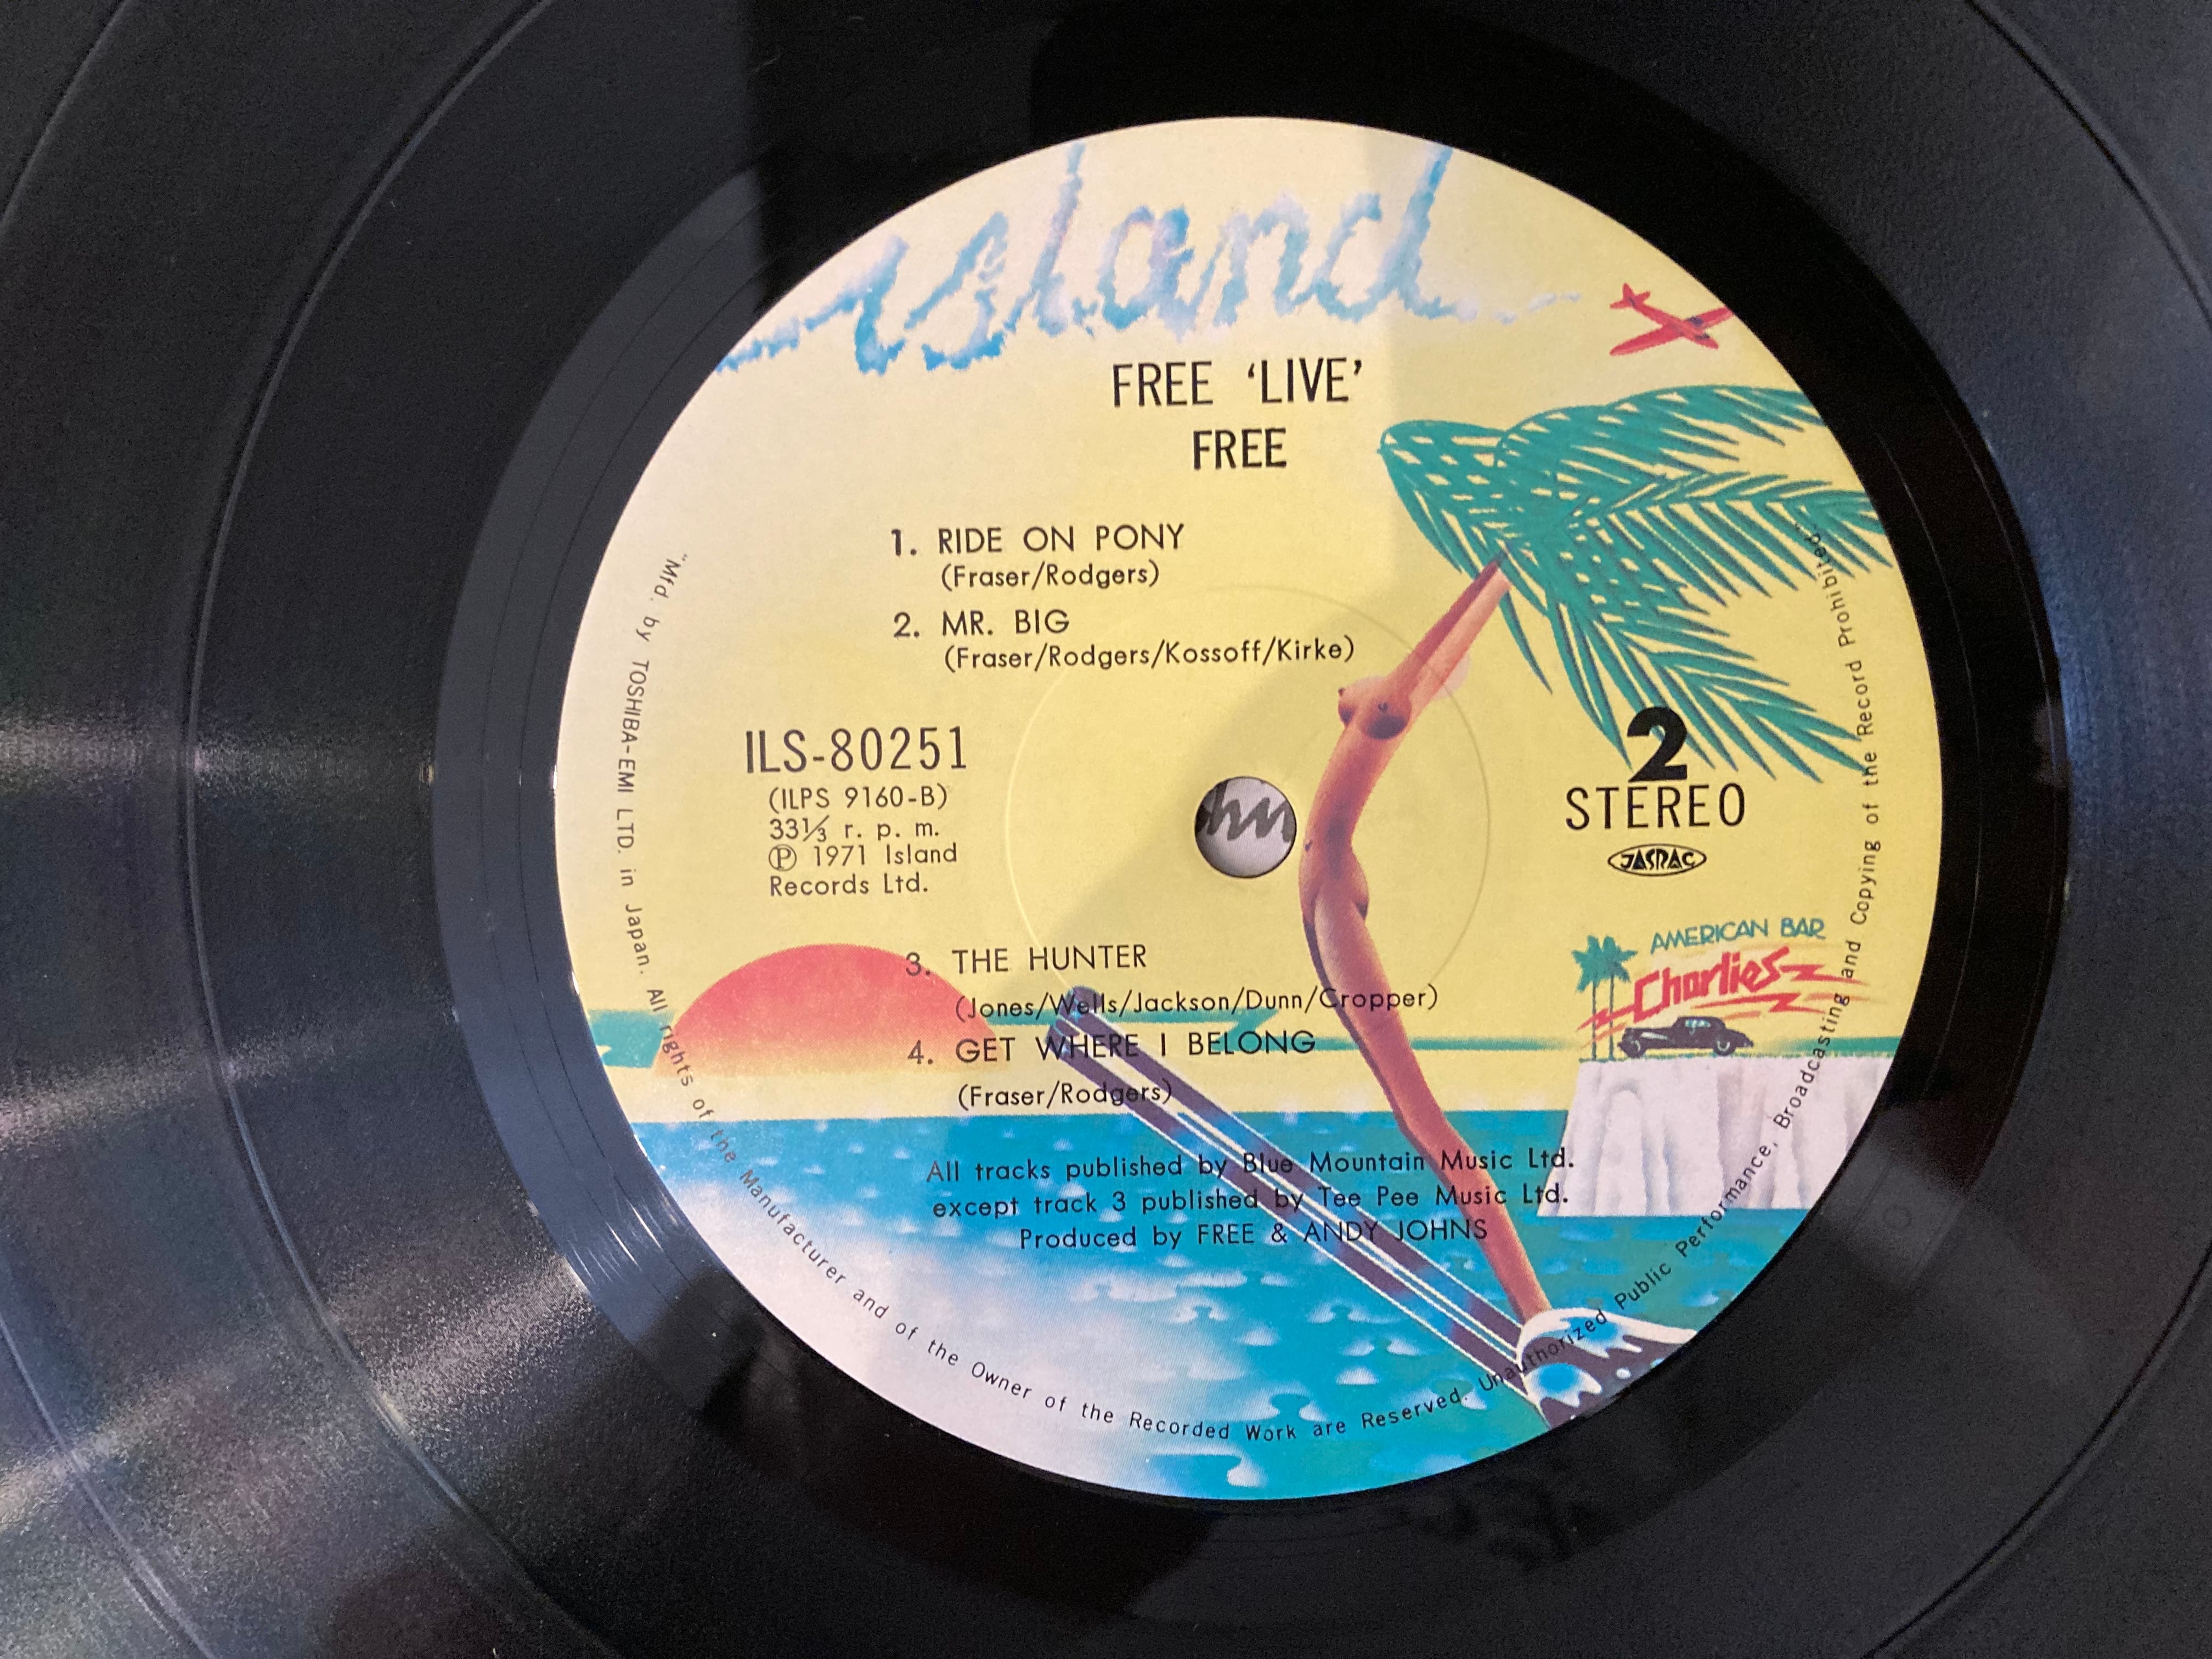 Island
FREE ‘LIVE’
FREE
1. RIDE ON PONY
(Fraser/Rodgers)
2. MR. BIG
(Fraser/Rodgers/Kossoff/Kirke)
ILS-80251
(ILPS 9160-B)
33⅓ r. p. m.
Ⓟ 1971 Island
Records Ltd.
2
STEREO
JASRAC
AMERICAN BAR
Charlies
3. THE HUNTER
(Jones/Wells/Jackson/Dunn/Cropper)
4. GET WHERE I BELONG
(Fraser/Rodgers)
All tracks published by Blue Mountain Music Ltd.
except track 3 published by Tee Pee Music Ltd.
Produced by FREE & ANDY JOHNS
"Mfd. by TOSHIBA-EMI LTD. in Japan. All rights of the Manufacturer and of the Owner of the Recorded Work are Reserved. Unauthorized Public Performance, Broadcasting and Copying of the Record Prohibited."